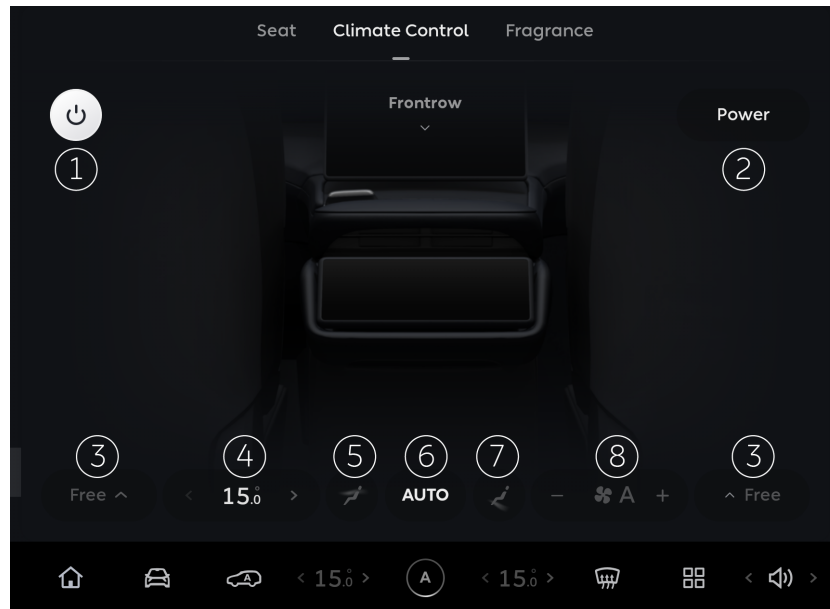 Seat Climate Control Fragrance
Frontrow
Power
1 2
3 4 5 6 7 8 3
Free 15.0° AUTO − A + Free
A 15.0° A 15.0°